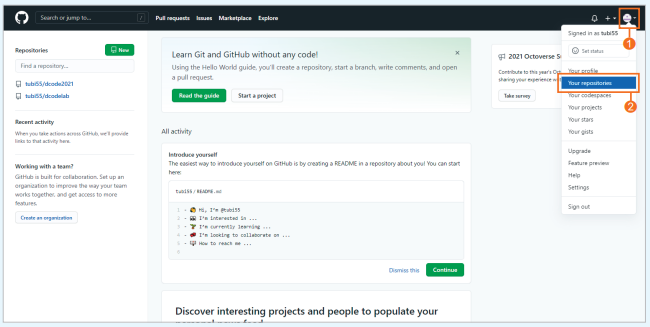 Search or jump to...
/
Pull requests Issues Marketplace Explore
Signed in as tubi55
1
Set status
Your profile
Your repositories
2
Your codespaces
Your projects
Your stars
Your gists
Upgrade
Feature preview
Help
Settings
Sign out
Repositories
New
Find a repository...
tubi55/dcode2021
tubi55/dcodelab
Recent activity
When you take actions across GitHub, we'll provide
links to that activity here.
Working with a team?
GitHub is built for collaboration. Set up an
organization to improve the way your team
works together, and get access to more
features.
Create an organization
Learn Git and GitHub without any code!
Using the Hello World guide, you'll create a repository, start a branch, write comments, and open
a pull request.
Read the guide
Start a project
All activity
Introduce yourself
The easiest way to introduce yourself on GitHub is by creating a README in a repository about you! You can start
here:
tubi55 / README.md
1 - 👋 Hi, I'm @tubi55
2 - 👀 I'm interested in ...
3 - 🌱 I'm currently learning ...
4 - 💞️ I'm looking to collaborate on ...
5 - 📫 How to reach me ...
6
Dismiss this
Continue
Discover interesting projects and people to populate your
personal news feed
2021 Octoverse S
Contribute to this years Oct
sharing your experience w
Take survey